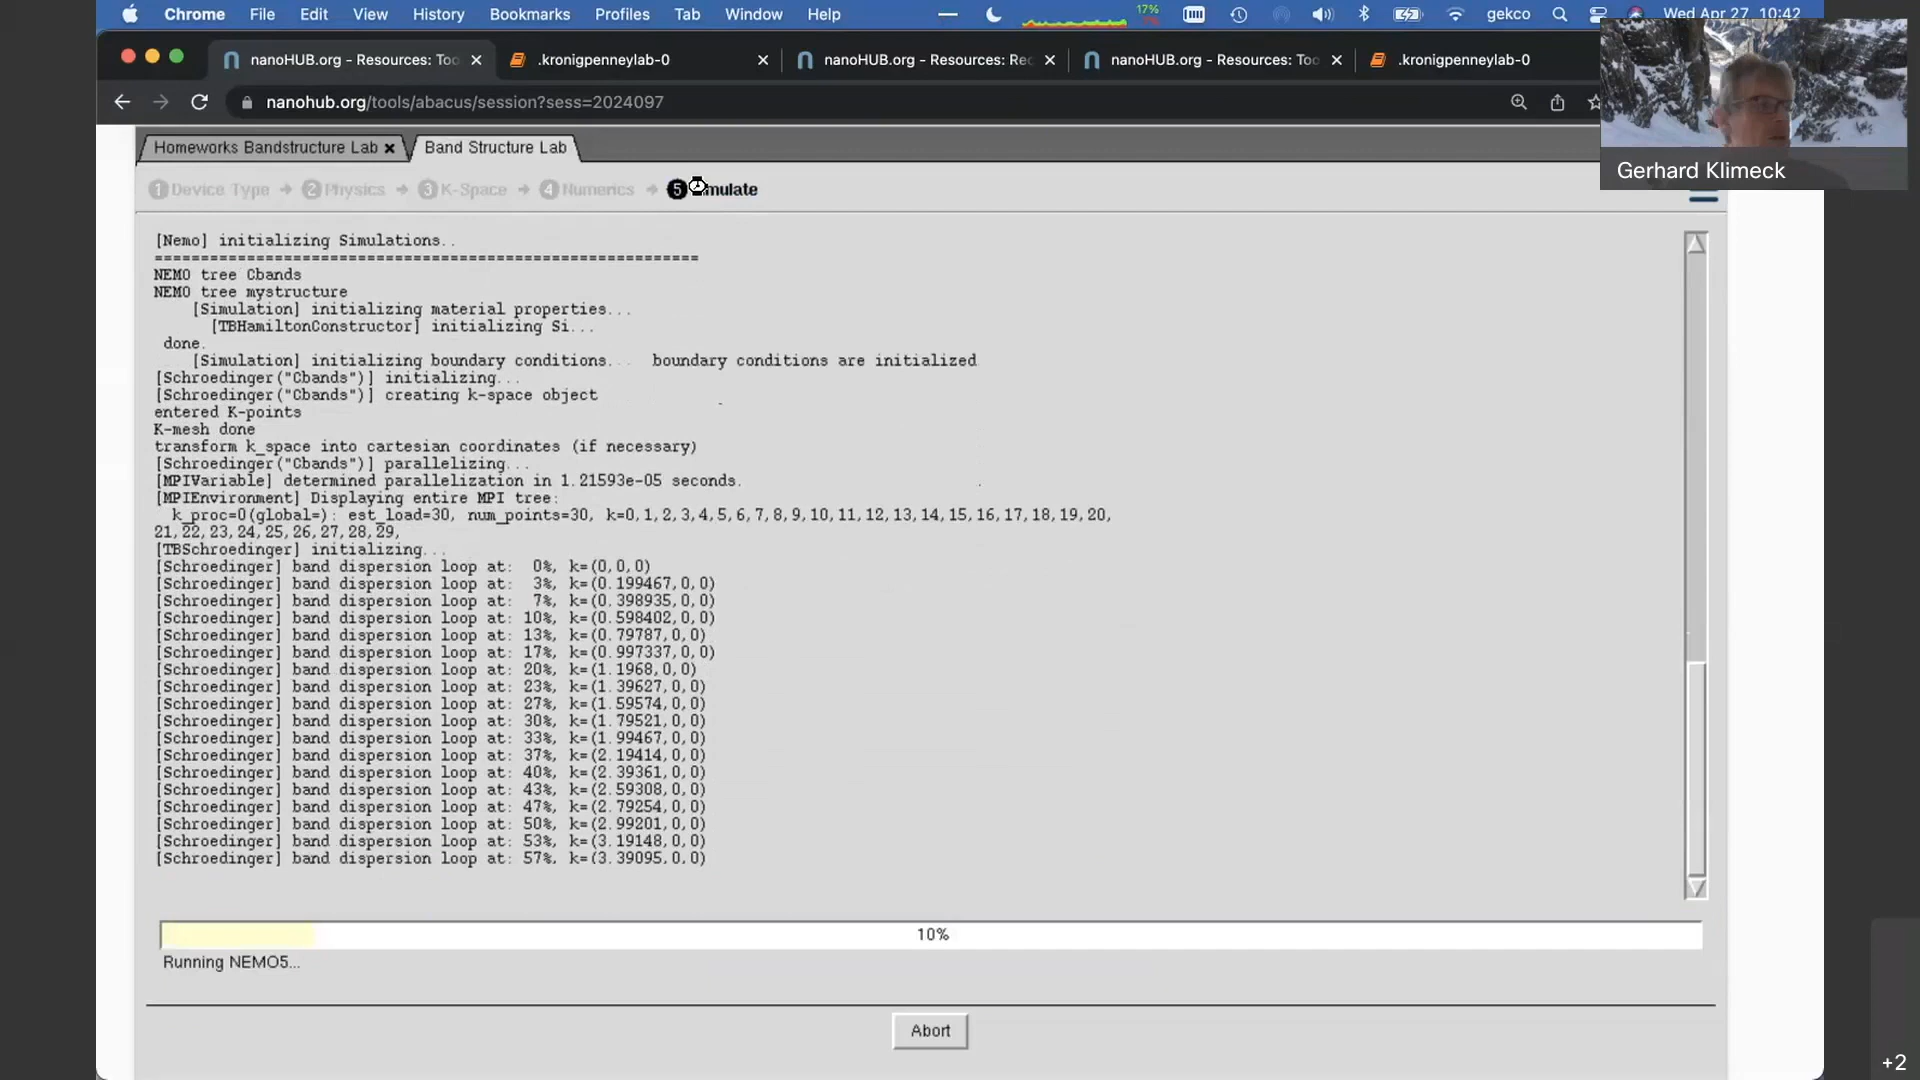 Chrome File Edit View History Bookmarks Profiles Tab Window Help 17% gekco Wed Apr 27, 10:42
nanoHUB.org - Resources: Too .kronigpenneylab-0 nanoHUB.org - Resources: Rec nanoHUB.org - Resources: Too .kronigpenneylab-0
nanohub.org/tools/abacus/session?sess=2024097
Gerhard Klimeck
Homeworks Bandstructure Lab Band Structure Lab
1 Device Type → 2 Physics → 3 K-Space → 4 Numerics → 5 mulate
[Nemo] initializing Simulations..
======================================================================
NEMO tree Cbands
NEMO tree mystructure
[Simulation] initializing material properties...
[TBHamiltonConstructor] initializing Si...
done.
[Simulation] initializing boundary conditions... boundary conditions are initialized
[Schroedinger("Cbands")] initializing...
[Schroedinger("Cbands")] creating k-space object
entered K-points
K-mesh done
transform k_space into cartesian coordinates (if necessary)
[Schroedinger("Cbands")] parallelizing...
[MPIVariable] determined parallelization in 1.21593e-05 seconds.
[MPIEnvironment] Displaying entire MPI tree:
k_proc=0(global=): est_load=30, num_points=30, k=0,1,2,3,4,5,6,7,8,9,10,11,12,13,14,15,16,17,18,19,20,
21,22,23,24,25,26,27,28,29,
[TBSchroedinger] initializing...
[Schroedinger] band dispersion loop at: 0%, k=(0,0,0)
[Schroedinger] band dispersion loop at: 3%, k=(0.199467,0,0)
[Schroedinger] band dispersion loop at: 7%, k=(0.398935,0,0)
[Schroedinger] band dispersion loop at: 10%, k=(0.598402,0,0)
[Schroedinger] band dispersion loop at: 13%, k=(0.79787,0,0)
[Schroedinger] band dispersion loop at: 17%, k=(0.997337,0,0)
[Schroedinger] band dispersion loop at: 20%, k=(1.1968,0,0)
[Schroedinger] band dispersion loop at: 23%, k=(1.39627,0,0)
[Schroedinger] band dispersion loop at: 27%, k=(1.59574,0,0)
[Schroedinger] band dispersion loop at: 30%, k=(1.79521,0,0)
[Schroedinger] band dispersion loop at: 33%, k=(1.99467,0,0)
[Schroedinger] band dispersion loop at: 37%, k=(2.19414,0,0)
[Schroedinger] band dispersion loop at: 40%, k=(2.39361,0,0)
[Schroedinger] band dispersion loop at: 43%, k=(2.59308,0,0)
[Schroedinger] band dispersion loop at: 47%, k=(2.79254,0,0)
[Schroedinger] band dispersion loop at: 50%, k=(2.99201,0,0)
[Schroedinger] band dispersion loop at: 53%, k=(3.19148,0,0)
[Schroedinger] band dispersion loop at: 57%, k=(3.39095,0,0)
10%
Running NEMO5...
Abort
+2